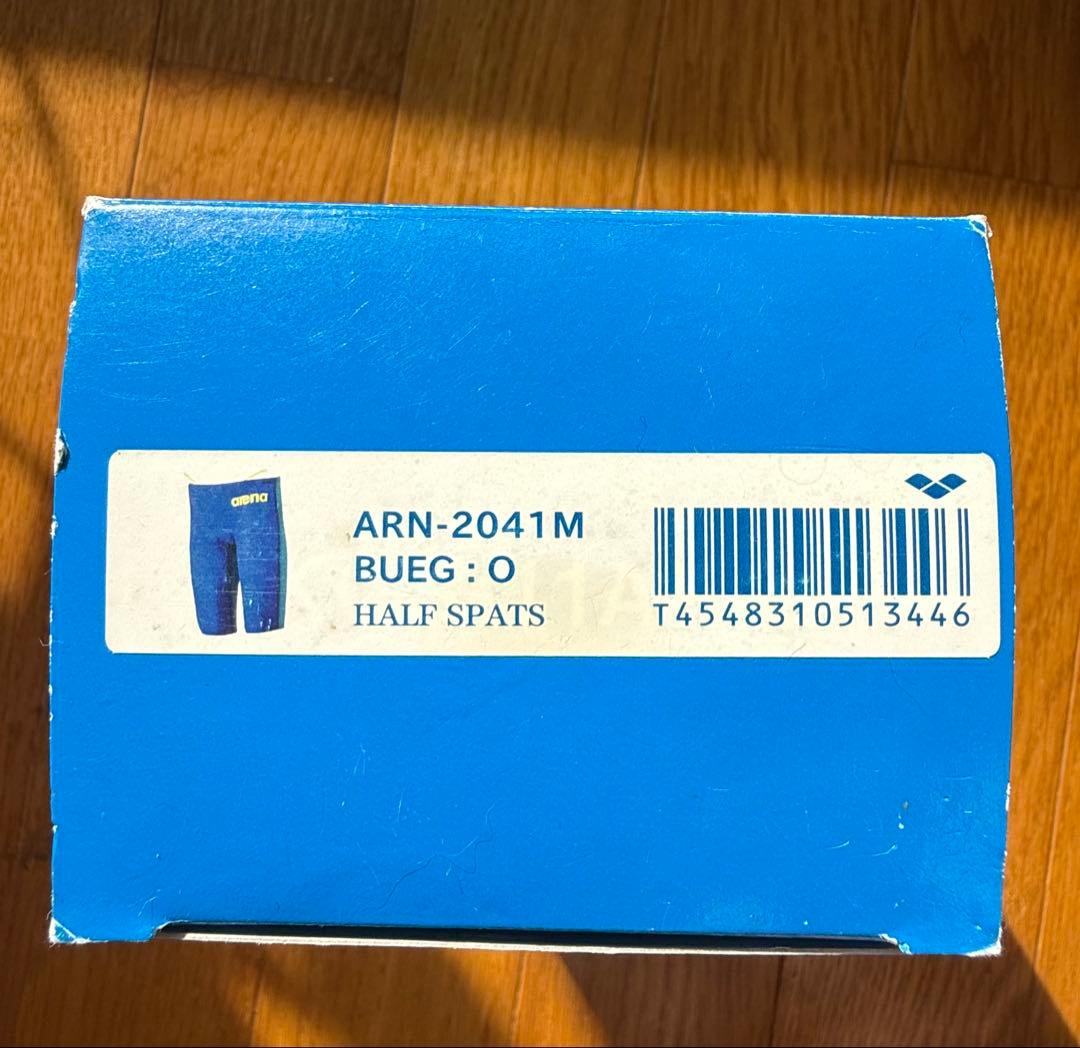 arena
ARN-2041M
BUEG : O
HALF SPATS
T4548310513446